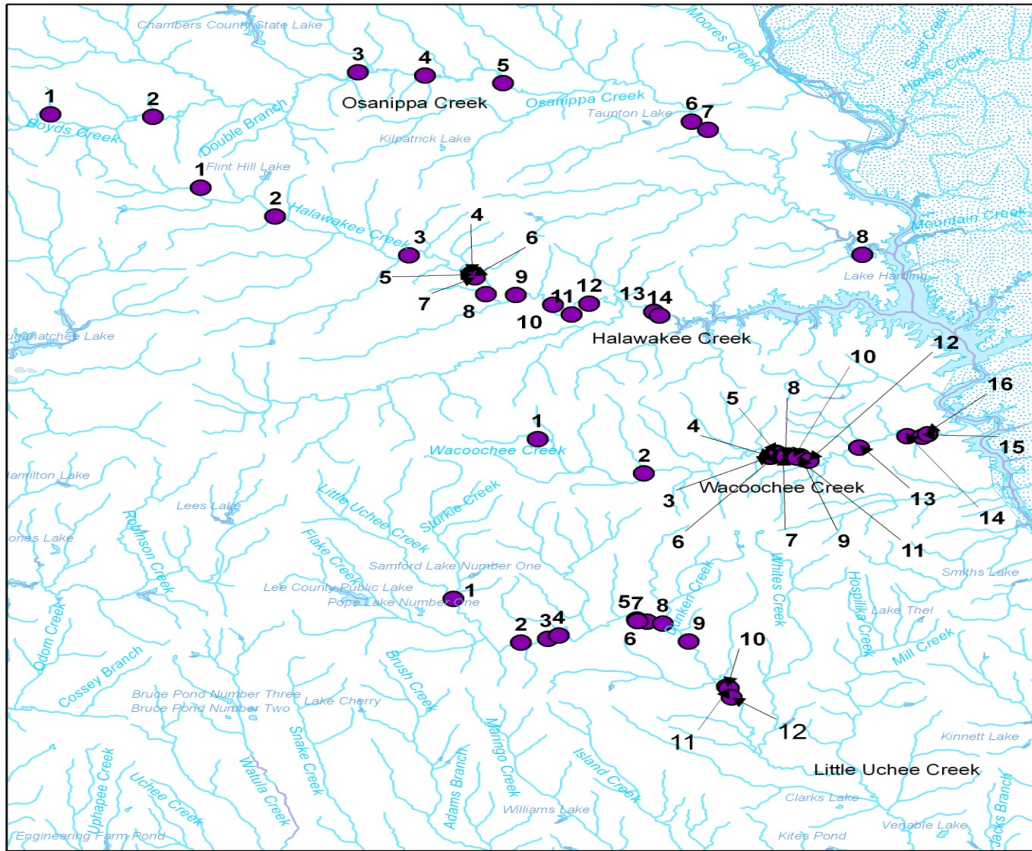 Chambers County State Lake
Moores Creek
Sand Creek
House Creek
3
4
5
Osanippa Creek
Osanippa Creek
1
2
Boyds Creek
Double Branch
Kilpatrick Lake
Taunton Lake
6
7
Flint Hill Lake
1
2
Halawakee Creek
3
4
5
6
7
8
9
10
11
12
13
14
Halawakee Creek
Mountain Creek
8
Lake Harding
1
Wacoochee Creek
2
3
4
5
6
7
8
9
10
11
12
13
14
15
16
Wacoochee Creek
Hamilton Lake
Lees Lake
Robinson Creek
Little Uchee Creek
Sturkie Creek
Flake Creek
Samford Lake Number One
Lee County Public Lake
Pope Lake Number One
1
2
3
4
5
7
6
8
9
10
11
12
Whites Creek
Hospilika Creek
Smiths Lake
Lake Thel
Mill Creek
Odom Creek
Cossey Branch
Bruce Pond Number Three
Bruce Pond Number Two
Lake Cherry
Brush Creek
Snake Creek
Maringo Creek
Island Creek
Adams Branch
Watula Creek
Uchee Creek
Uphapee Creek
Engineering Farm Pond
Williams Lake
Kinnett Lake
Little Uchee Creek
Clarks Lake
Venable Lake
Kites Pond
Jacks Branch